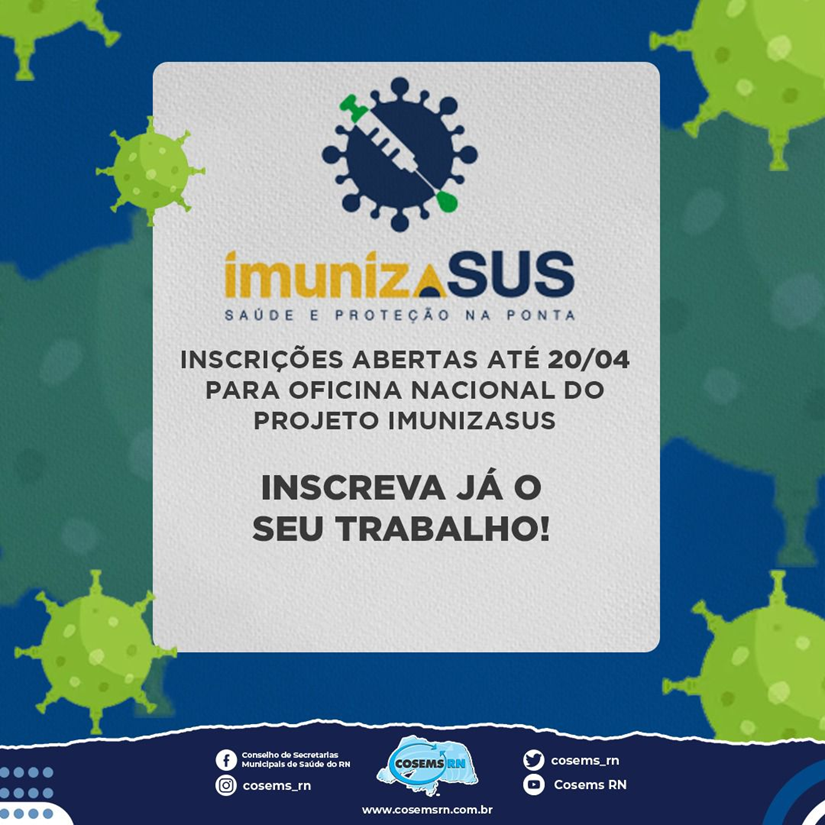 imunizaSUS
SAÚDE E PROTEÇÃO NA PONTA
INSCRIÇÕES ABERTAS ATÉ 20/04
PARA OFICINA NACIONAL DO
PROJETO IMUNIZASUS
INSCREVA JÁ O
SEU TRABALHO!
Conselho de Secretarias
Municipais de Saúde do RN
cosems_rn
COSEMS RN
cosems_rn
Cosems RN
www.cosemsrn.com.br